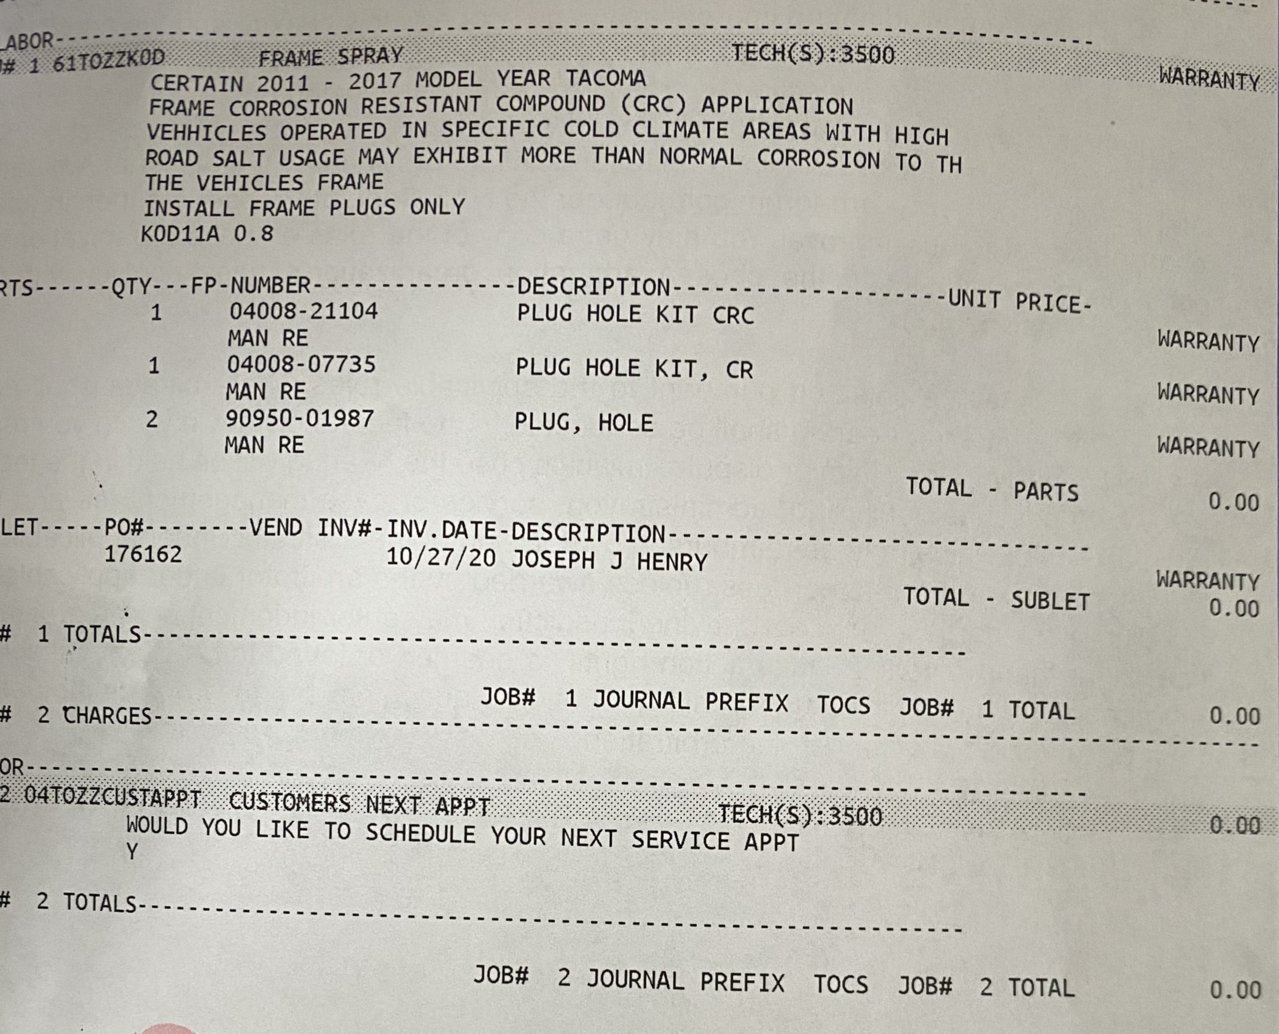 LABOR---------------------------------------------------------------
# 1 61TOZZK0D FRAME SPRAY TECH(S):3500 WARRANTY
CERTAIN 2011 - 2017 MODEL YEAR TACOMA
FRAME CORROSION RESISTANT COMPOUND (CRC) APPLICATION
VEHHICLES OPERATED IN SPECIFIC COLD CLIMATE AREAS WITH HIGH
ROAD SALT USAGE MAY EXHIBIT MORE THAN NORMAL CORROSION TO TH
THE VEHICLES FRAME
INSTALL FRAME PLUGS ONLY
K0D11A 0.8
RTS------QTY---FP-NUMBER---------------DESCRIPTION--------------------UNIT PRICE-
1 04008-21104 PLUG HOLE KIT CRC WARRANTY
MAN RE
1 04008-07735 PLUG HOLE KIT, CR WARRANTY
MAN RE
2 90950-01987 PLUG, HOLE WARRANTY
MAN RE
TOTAL - PARTS 0.00
LET-----PO#--------VEND INV#-INV.DATE-DESCRIPTION--------------------------------
176162 10/27/20 JOSEPH J HENRY WARRANTY
TOTAL - SUBLET 0.00
# 1 TOTALS---------------------------------------------------------------
JOB# 1 JOURNAL PREFIX TOCS JOB# 1 TOTAL 0.00
# 2 CHARGES---------------------------------------------------------------
OR---------------------------------------------------------------
2 04TOZZCUSTAPPT CUSTOMERS NEXT APPT TECH(S):3500 0.00
WOULD YOU LIKE TO SCHEDULE YOUR NEXT SERVICE APPT
Y
# 2 TOTALS---------------------------------------------------------------
JOB# 2 JOURNAL PREFIX TOCS JOB# 2 TOTAL 0.00